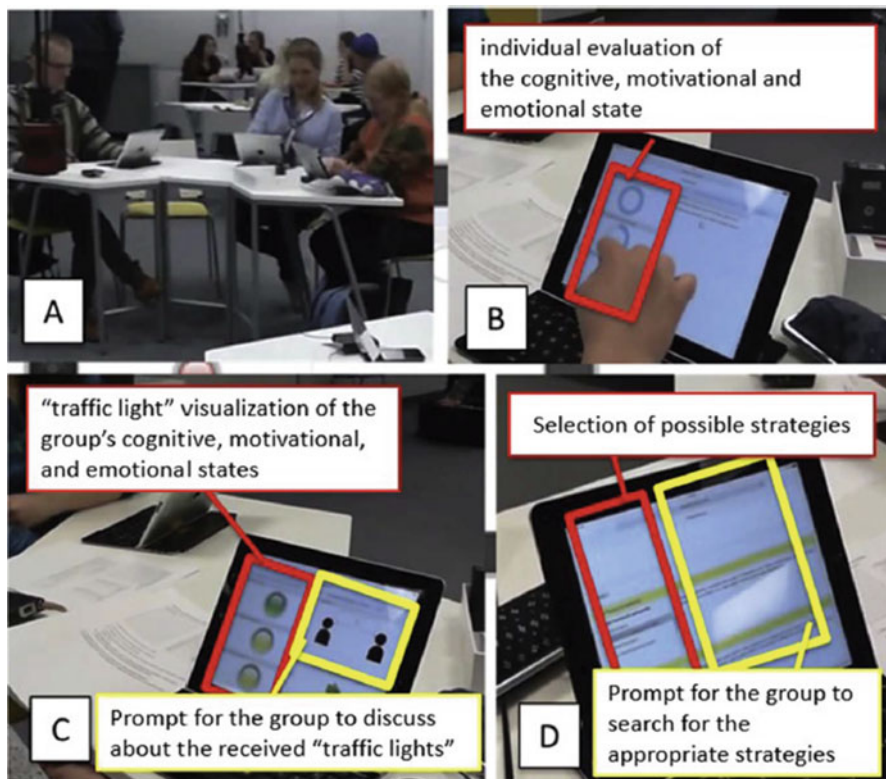 A
individual evaluation of
the cognitive, motivational and
emotional state
B
“traffic light” visualization of the
group’s cognitive, motivational,
and emotional states
C
Prompt for the group to discuss
about the received “traffic lights”
Selection of possible strategies
D
Prompt for the group to
search for the
appropriate strategies